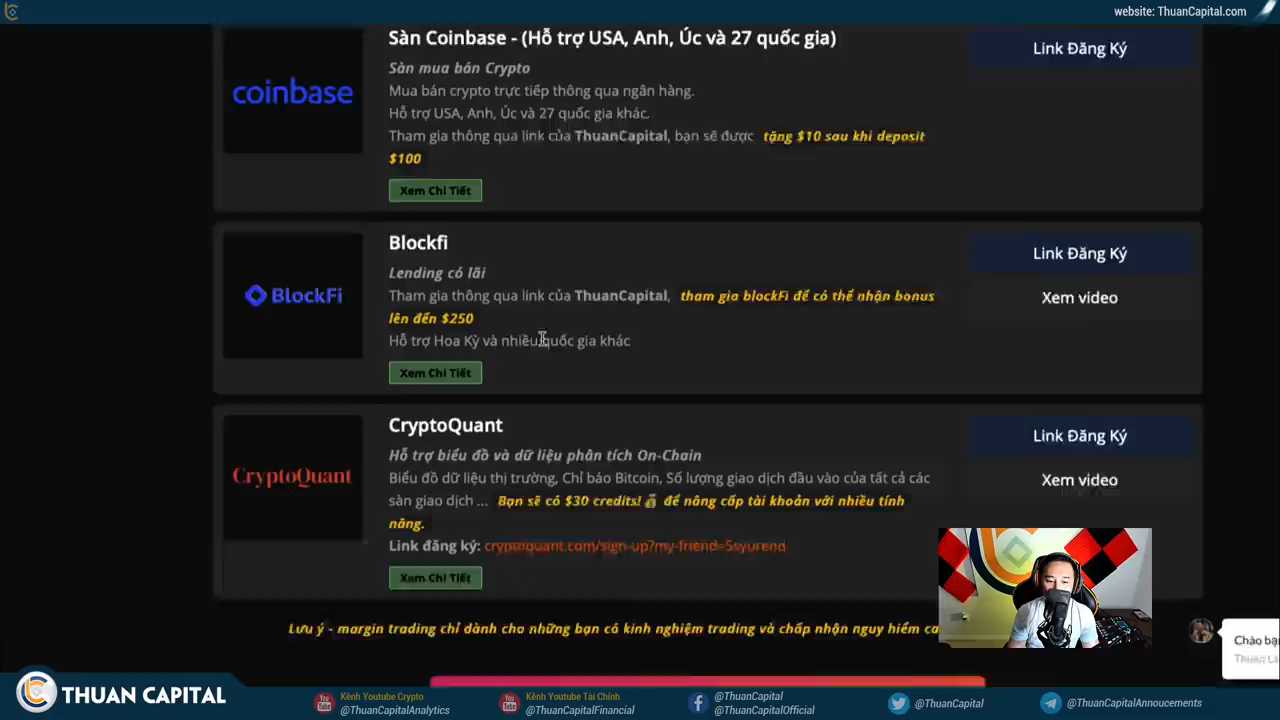 website: ThuanCapital.com
Sàn Coinbase - (Hỗ trợ USA, Anh, Úc và 27 quốc gia)
Link Đăng Ký
coinbase
Sàn mua bán Crypto
Mua bán crypto trực tiếp thông qua ngân hàng.
Hỗ trợ USA, Anh, Úc và 27 quốc gia khác.
Tham gia thông qua link của ThuanCapital, bạn sẽ được tặng $10 sau khi deposit
$100
Xem Chi Tiết
Blockfi
Link Đăng Ký
BlockFi
Lending có lãi
Tham gia thông qua link của ThuanCapital, tham gia blockFi để có thể nhận bonus
lên đến $250
Xem video
Hỗ trợ Hoa Kỳ và nhiều quốc gia khác
Xem Chi Tiết
CryptoQuant
Link Đăng Ký
CryptoQuant
Hỗ trợ biểu đồ và dữ liệu phân tích On-Chain
Biểu đồ dữ liệu thị trường, Chỉ báo Bitcoin, Số lượng giao dịch đầu vào của tất cả các
sàn giao dịch ... Bạn sẽ có $30 credits!💰 để nâng cấp tài khoản với nhiều tính
năng.
Xem video
Link đăng ký: cryptoquant.com/sign-up?my-friend=
Xem Chi Tiết
Lưu ý - margin trading chỉ dành cho những bạn có kinh nghiệm trading và chấp nhận nguy hiểm
Chào
THUAN CAPITAL
Kênh Youtube Crypto
@ThuanCapitalAnalytics
Kênh Youtube Tài Chính
@ThuanCapitalFinancial
@ThuanCapital
@ThuanCapitalOfficial
@ThuanCapital
@ThuanCapitalAnnoucements